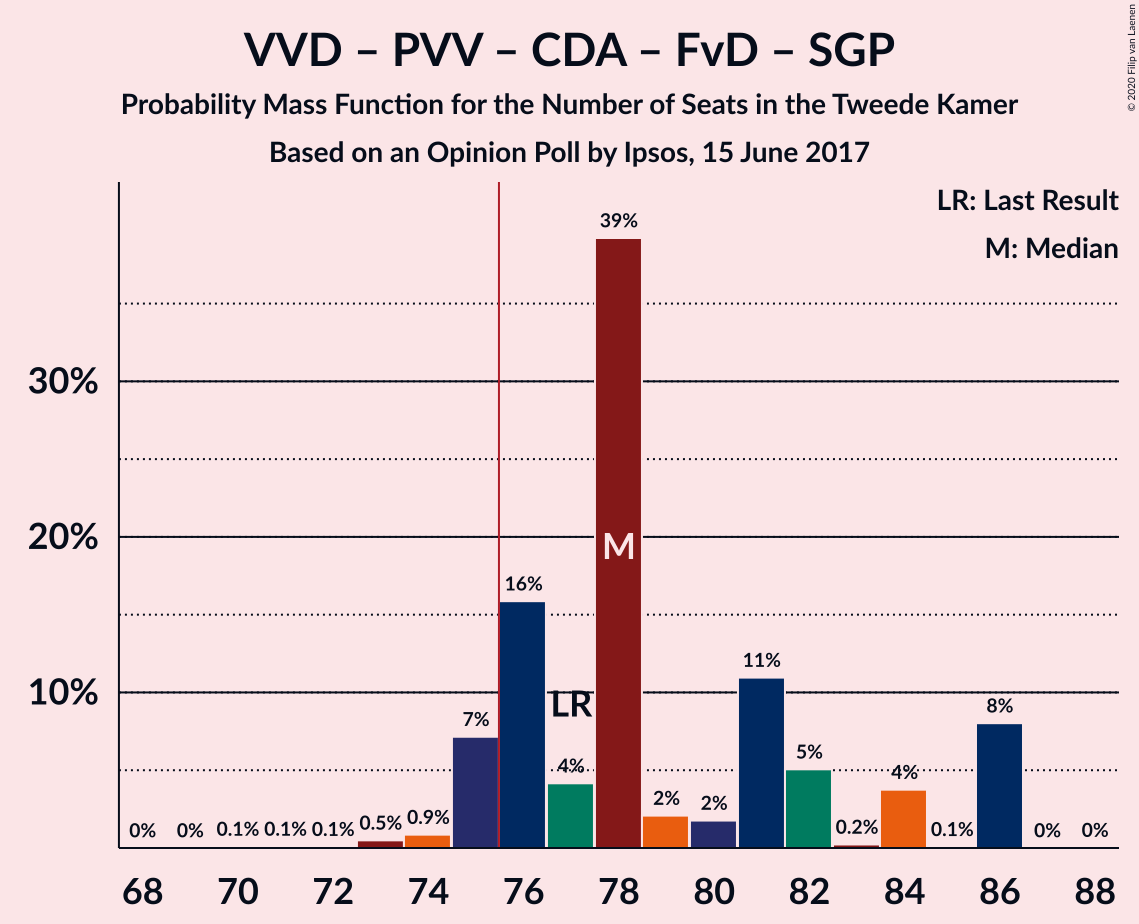 VVD – PVV – CDA – FvD – SGP
Probability Mass Function for the Number of Seats in the Tweede Kamer
Based on an Opinion Poll by Ipsos, 15 June 2017
© 2020 Filip van Laenen
LR: Last Result
M: Median
30%
20%
10%
0%
0%
0.1%
0.1%
0.1%
0.5%
0.9%
7%
16%
4%
LR
39%
M
2%
2%
11%
5%
0.2%
4%
0.1%
8%
0%
0%
68 70 72 74 76 78 80 82 84 86 88